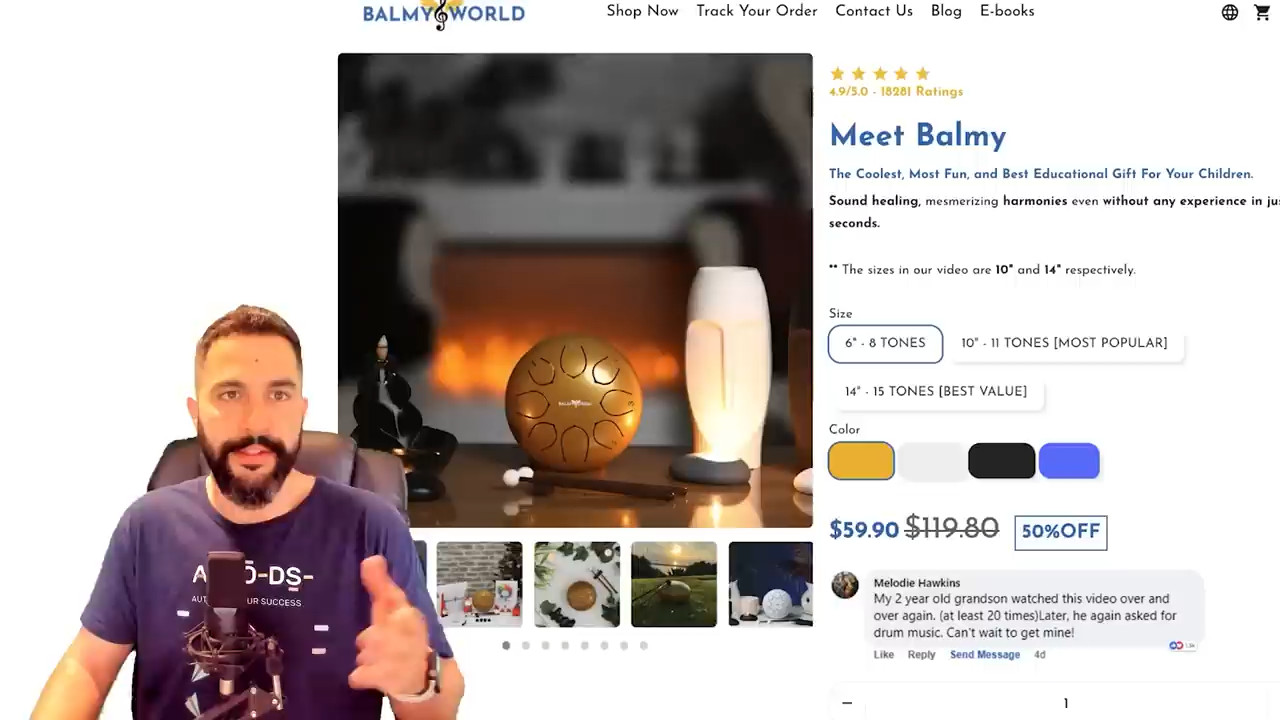 BALMY WORLD
Shop Now Track Your Order Contact Us Blog E-books
4.9/5.0 - 18281 Ratings
Meet Balmy
The Coolest, Most Fun, and Best Educational Gift For Your Children.
Sound healing, mesmerizing harmonies even without any experience in jus
seconds.
** The sizes in our video are 10" and 14" respectively.
Size
6" - 8 TONES
10" - 11 TONES [MOST POPULAR]
14" - 15 TONES [BEST VALUE]
Color
$59.90 $119.80 50%OFF
Melodie Hawkins
My 2 year old grandson watched this video over and
over again. (at least 20 times)Later, he again asked for
drum music. Can't wait to get mine!
Like Reply Send Message 4d
− 1
-DS-